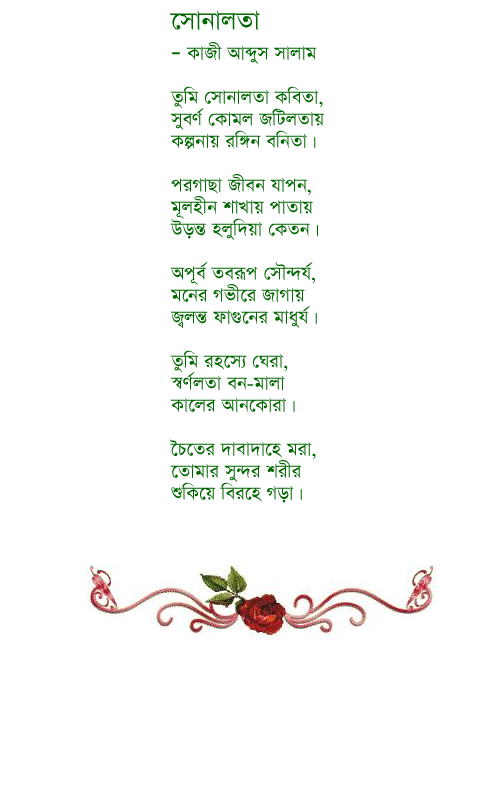 সোনালতা
- কাজী আব্দুস সালাম
তুমি সোনালতা কবিতা,
সুবর্ণ কোমল জটিলতায়
কল্পনায় রঙ্গিন বনিতা।
পরগাছা জীবন যাপন,
মূলহীন শাখায় পাতায়
উড়ন্ত হলুদিয়া কেতন।
অপূর্ব তবরূপ সৌন্দর্য,
মনের গভীরে জাগায়
জ্বলন্ত ফাগুনের মাধুর্য।
তুমি রহস্যে ঘেরা,
স্বর্ণলতা বন-মালা
কালের আনকোরা।
চৈতের দাবাদাহে মরা,
তোমার সুন্দর শরীর
শুকিয়ে বিরহে গড়া।